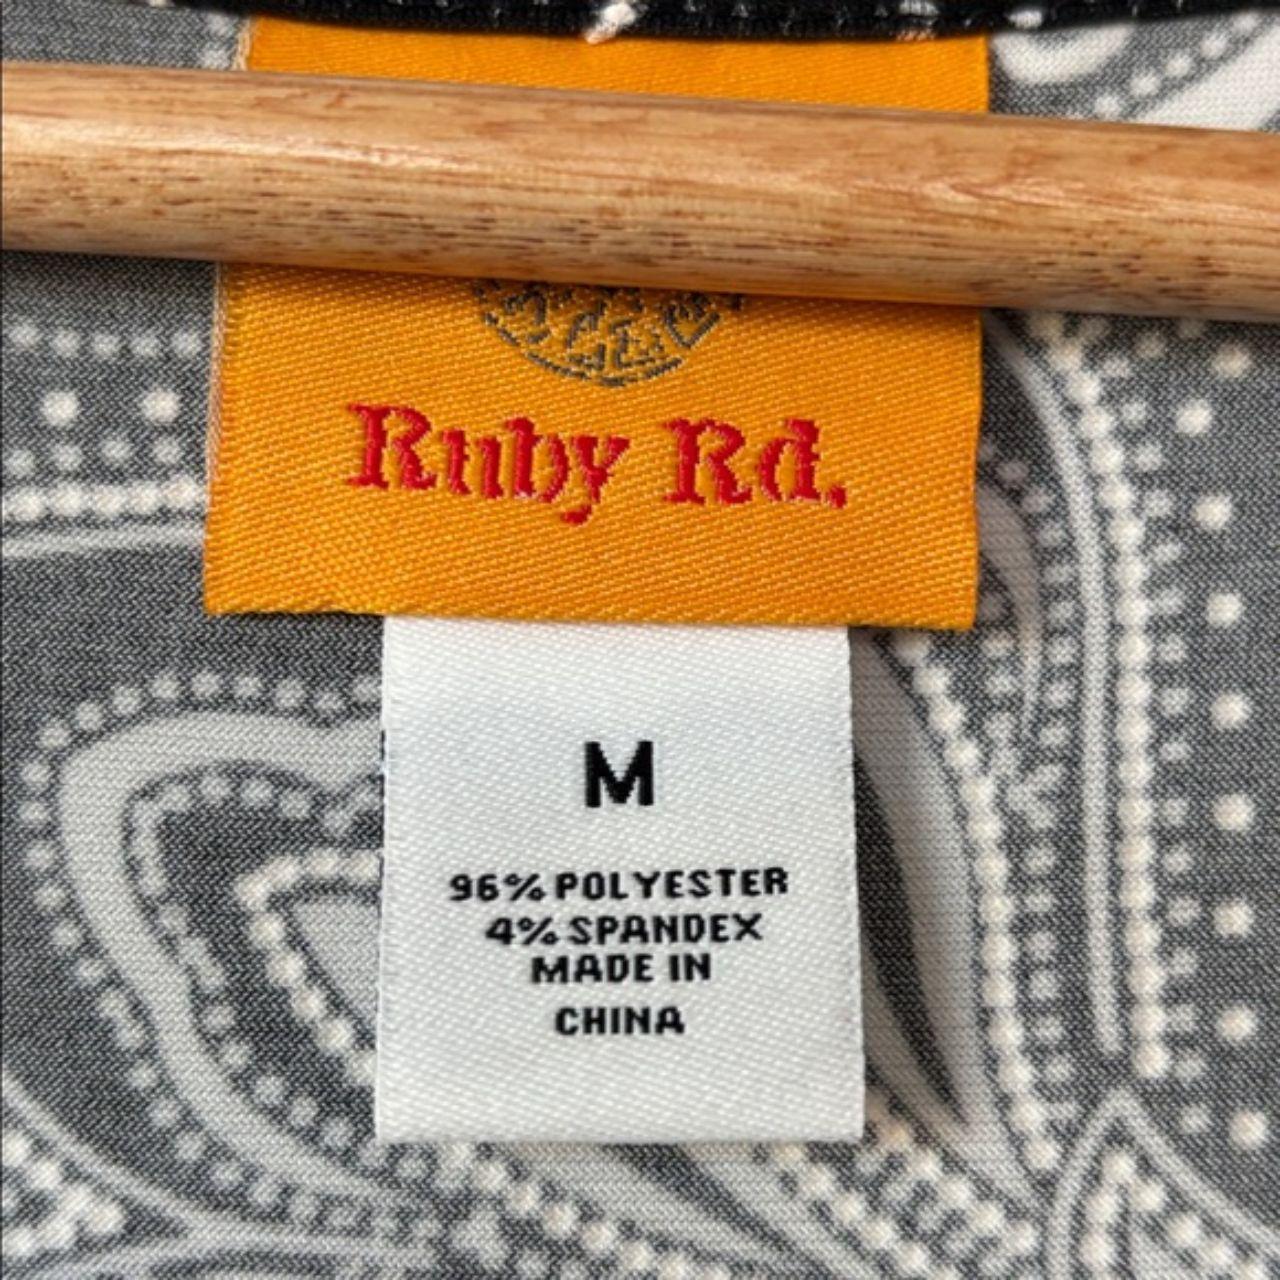 Ruby Rd.
M
96% POLYESTER
4% SPANDEX
MADE IN
CHINA